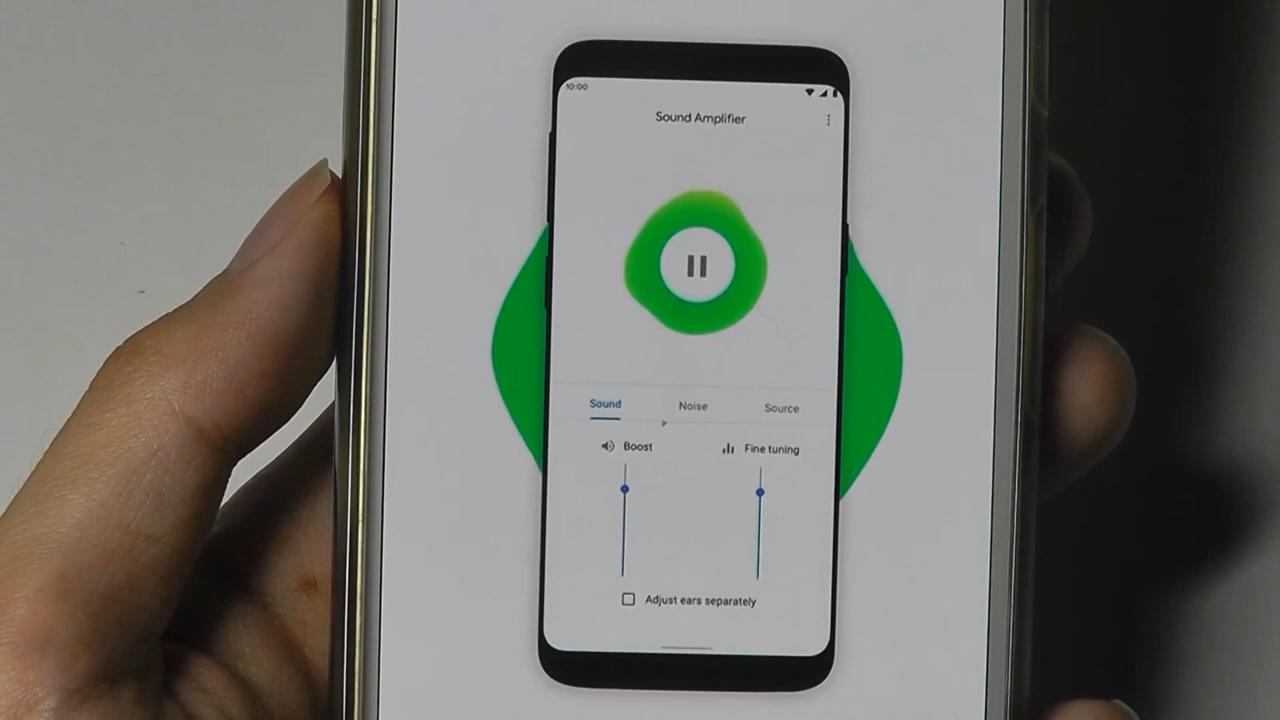 10:00
Sound Amplifier
Sound Noise Source
Boost Fine tuning
Adjust ears separately